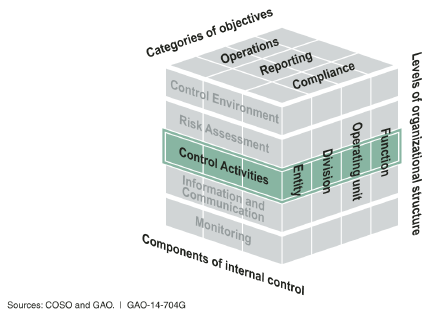 Categories of objectives
Operations
Reporting
Compliance
Levels of organizational structure
Control Environment
Risk Assessment
Control Activities
Information and
Communication
Monitoring
Entity
Division
Operating unit
Function
Components of internal control
Sources: COSO and GAO. | GAO-14-704G